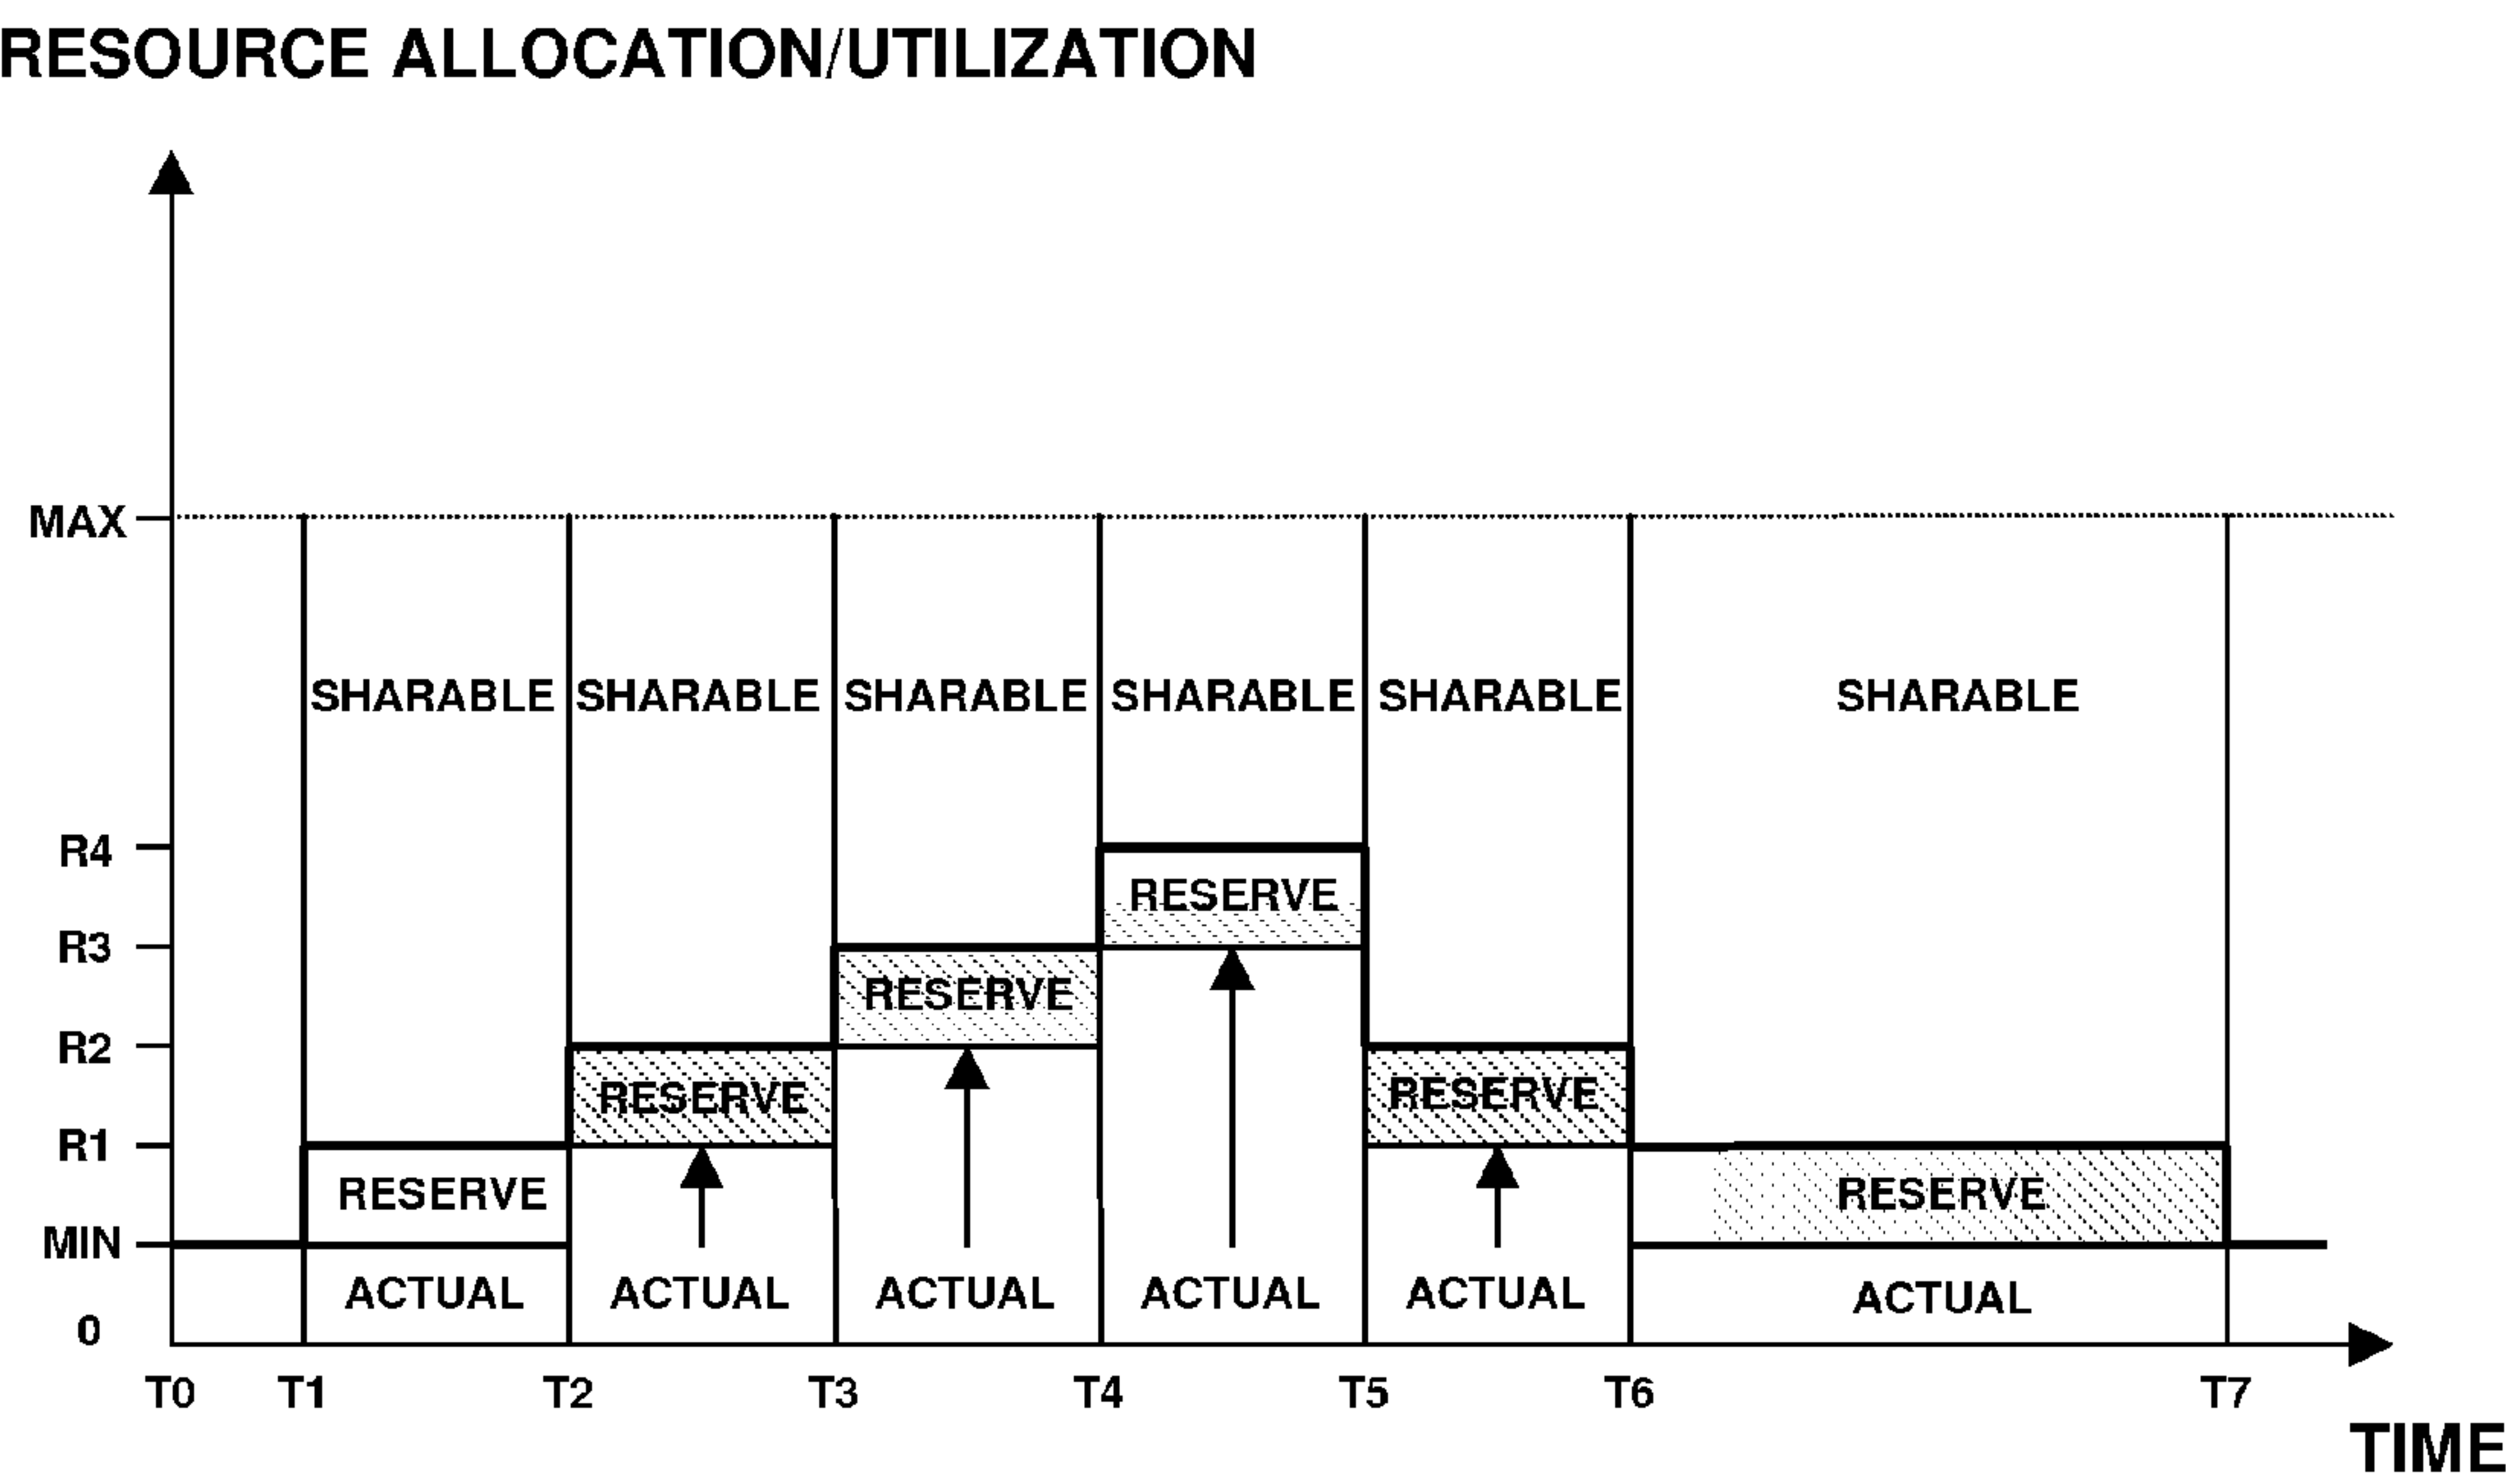 RESOURCE ALLOCATION/UTILIZATION
MAX
SHARABLE SHARABLE SHARABLE SHARABLE SHARABLE SHARABLE
R4
RESERVE
R3
RESERVE
R2
RESERVE RESERVE
R1
RESERVE RESERVE
MIN
ACTUAL ACTUAL ACTUAL ACTUAL ACTUAL ACTUAL
0
T0 T1 T2 T3 T4 T5 T6 T7
TIME